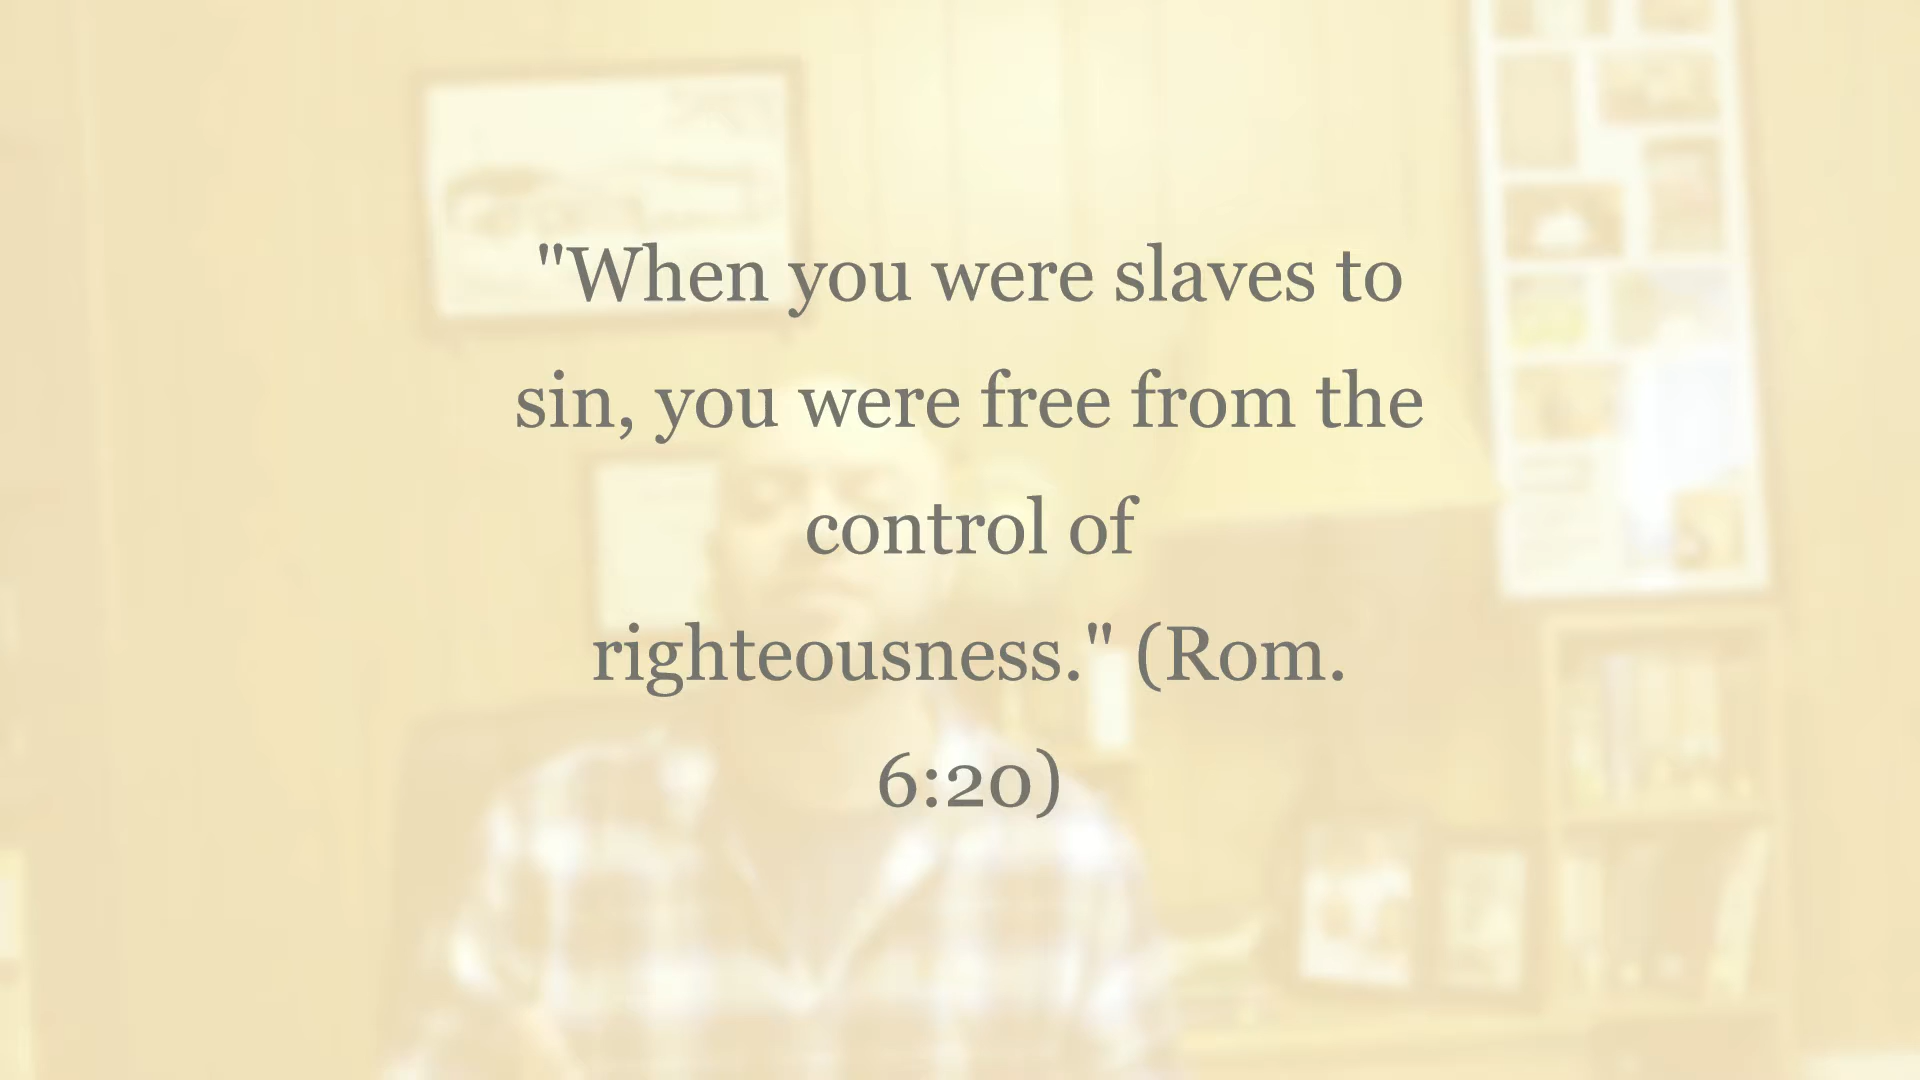 "When you were slaves to
sin, you were free from the
control of
righteousness." (Rom.
6:20)